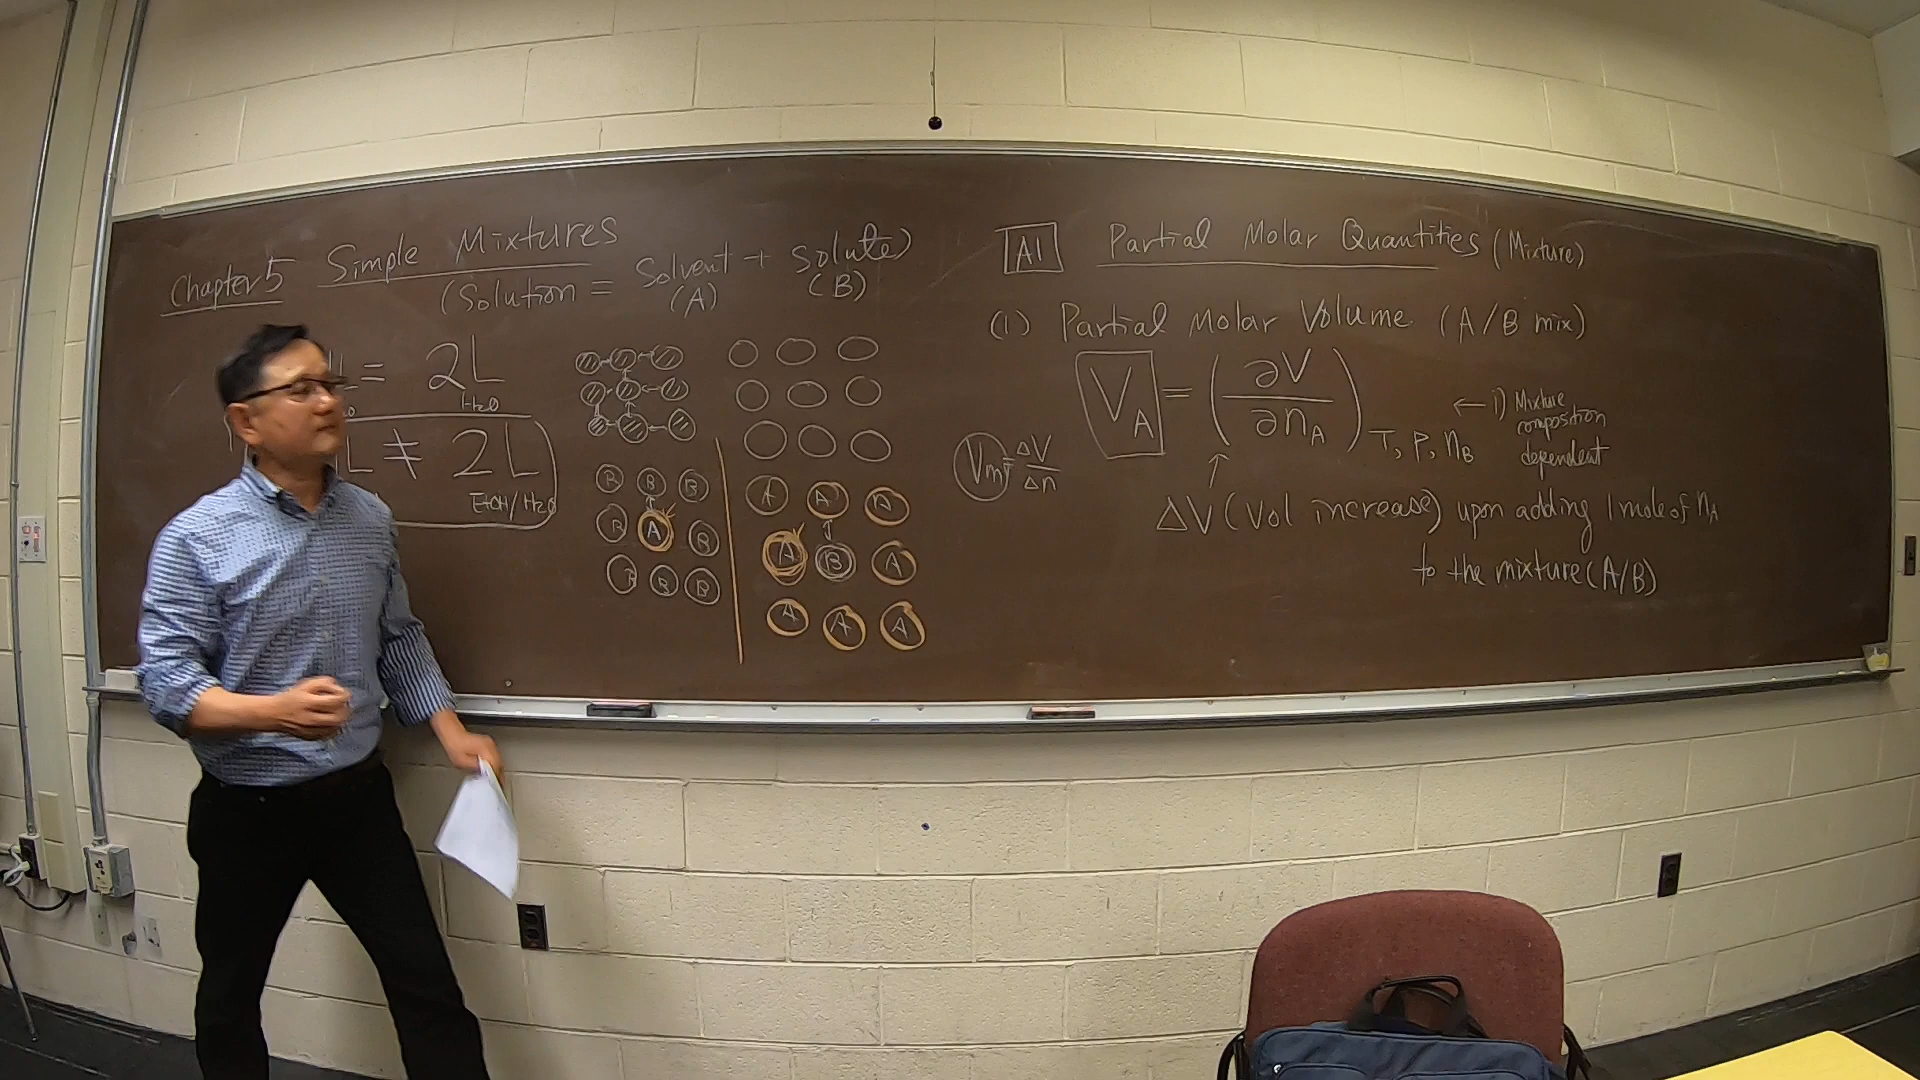 Chapter 5 Simple Mixtures
(Solution = Solvent + Solute)
(A) (B)
L = 2L
H2O
L ≠ 2L
EtOH/H2O
B B B
B A B
B B B
A A A
A B A
A A A
A1 Partial Molar Quantities (Mixture)
(1) Partial Molar Volume (A/B mix)
VA = (∂V/∂nA)T, P, nB
← i) Mixture
composition
dependent
Vm = ΔV/Δn
↑
ΔV (Vol increase) upon adding 1 mole of nA
to the mixture (A/B)